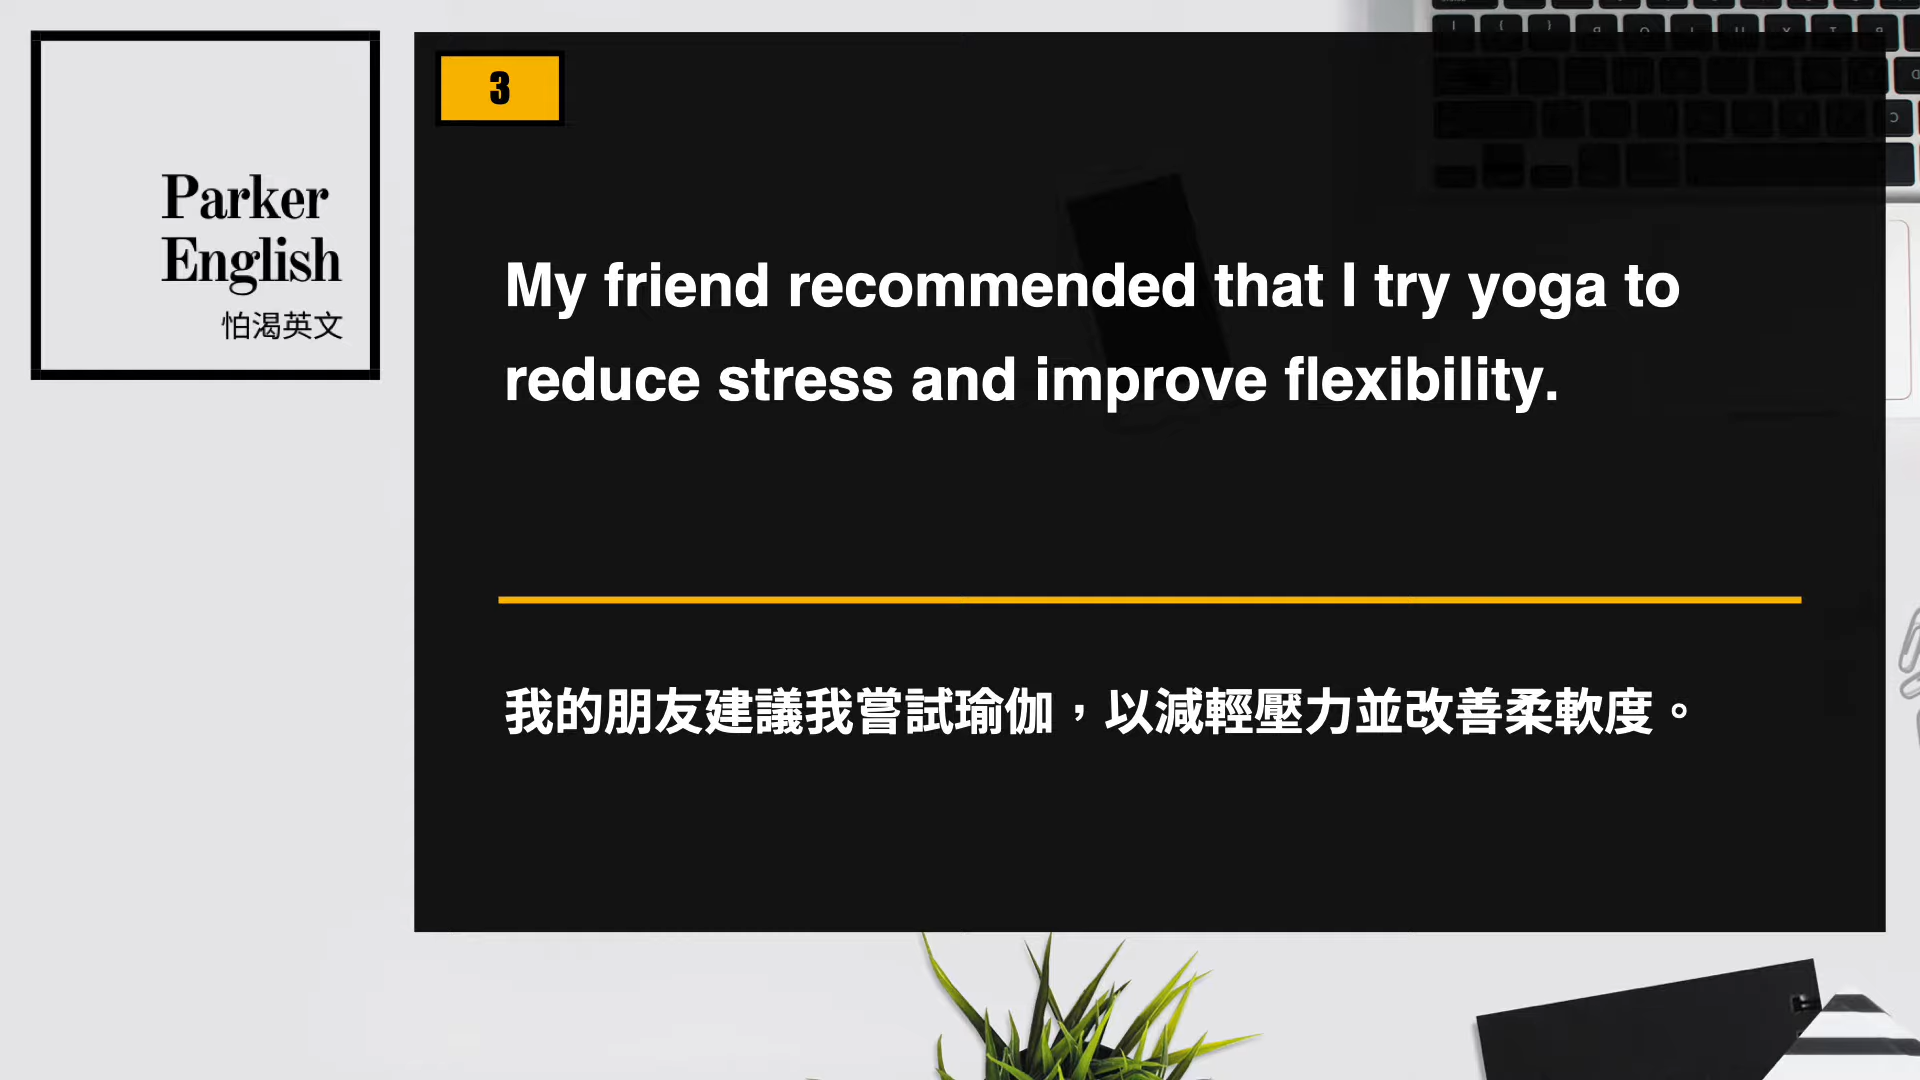 Parker
English
怕渴英文
3
My friend recommended that I try yoga to
reduce stress and improve flexibility.
我的朋友建議我嘗試瑜伽，以減輕壓力並改善柔軟度。